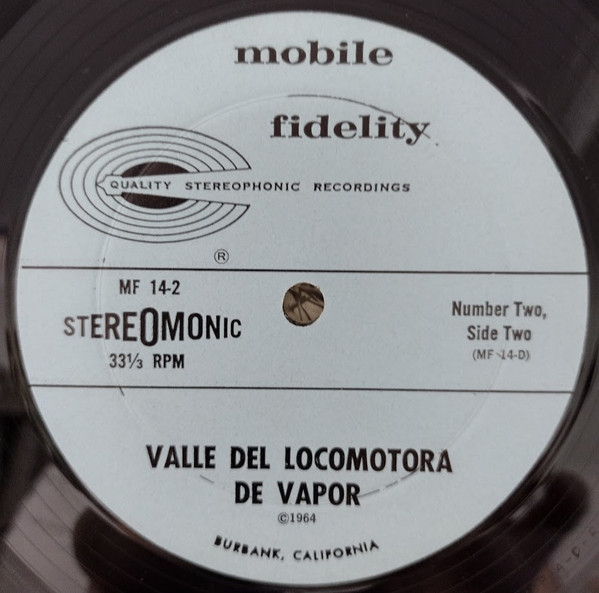 mobile
fidelity
QUALITY STEREOPHONIC RECORDINGS
®
MF 14-2
STEREOMONIC
33⅓ RPM
Number Two,
Side Two
(MF-14-D)
VALLE DEL LOCOMOTORA
DE VAPOR
©1964
BURBANK, CALIFORNIA